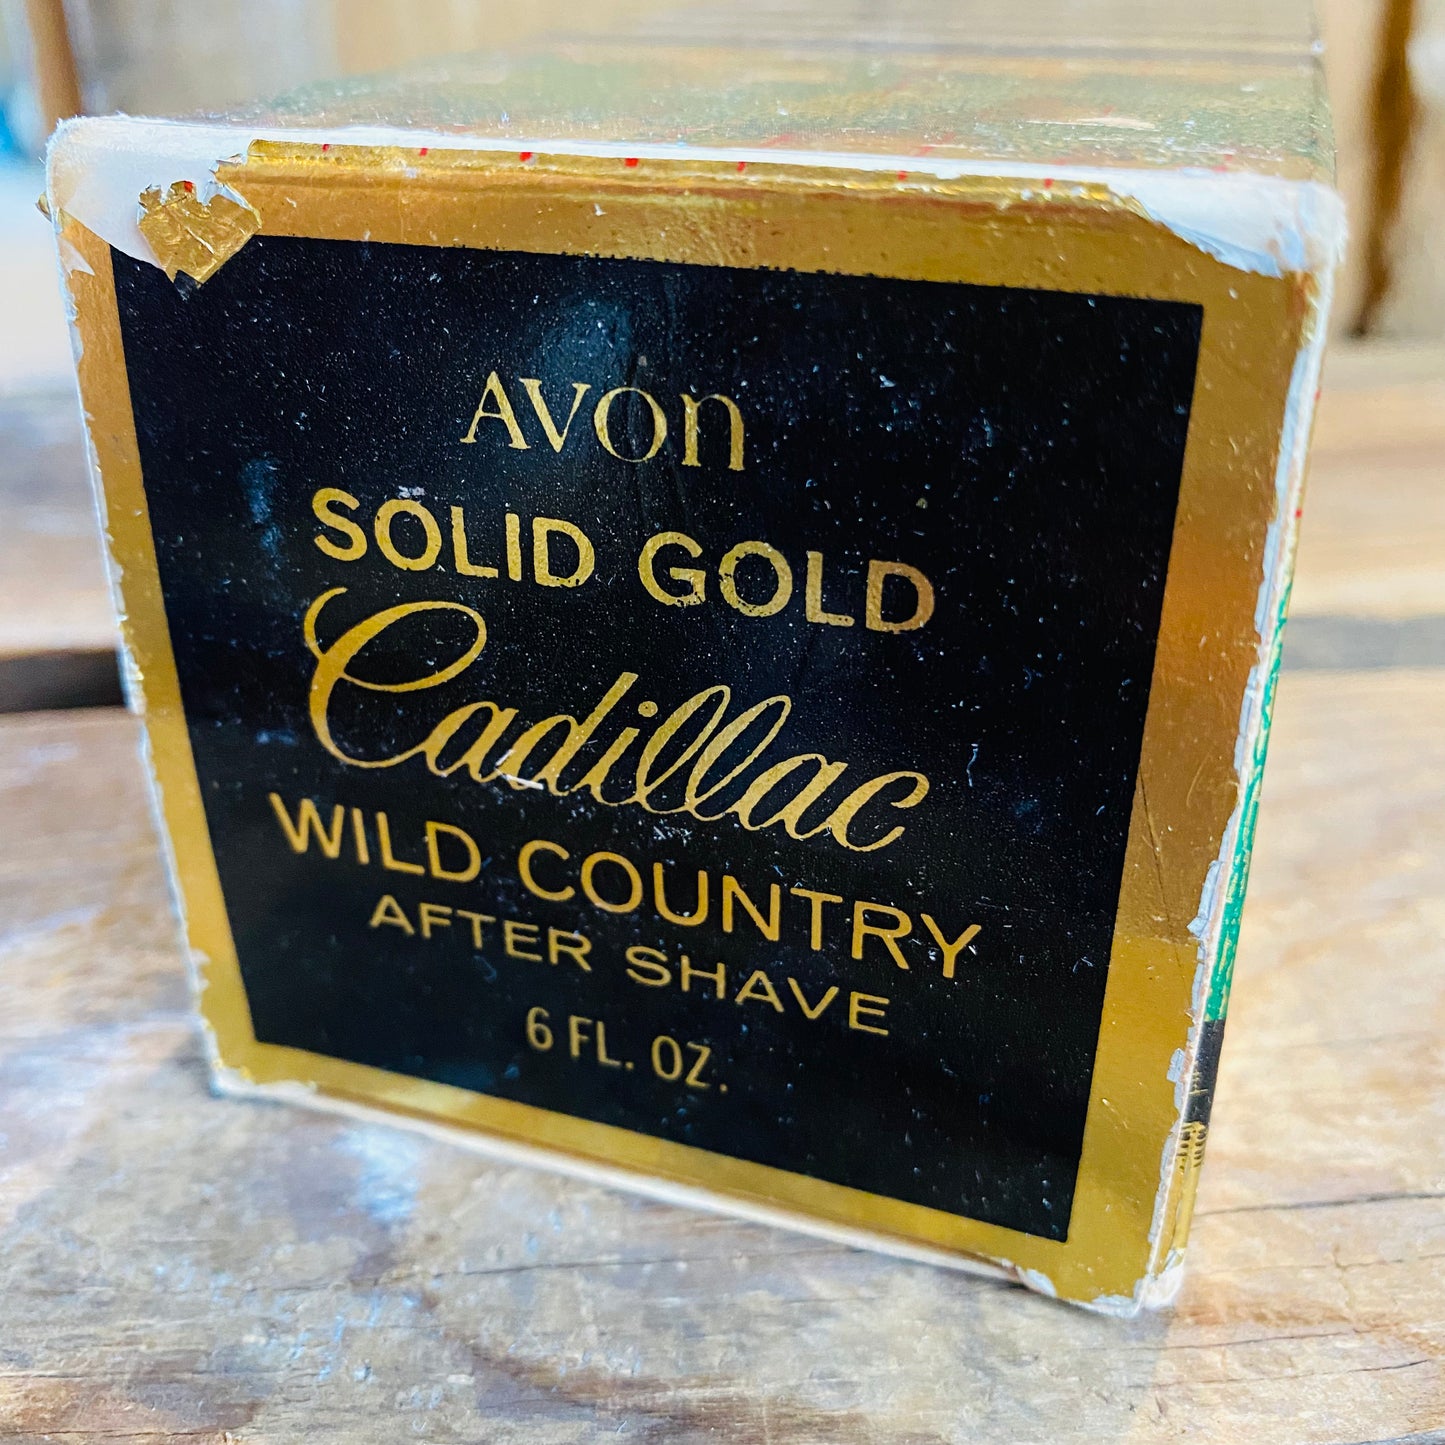 AVON
SOLID GOLD
Cadillac
WILD COUNTRY
AFTER SHAVE
6 FL. OZ.